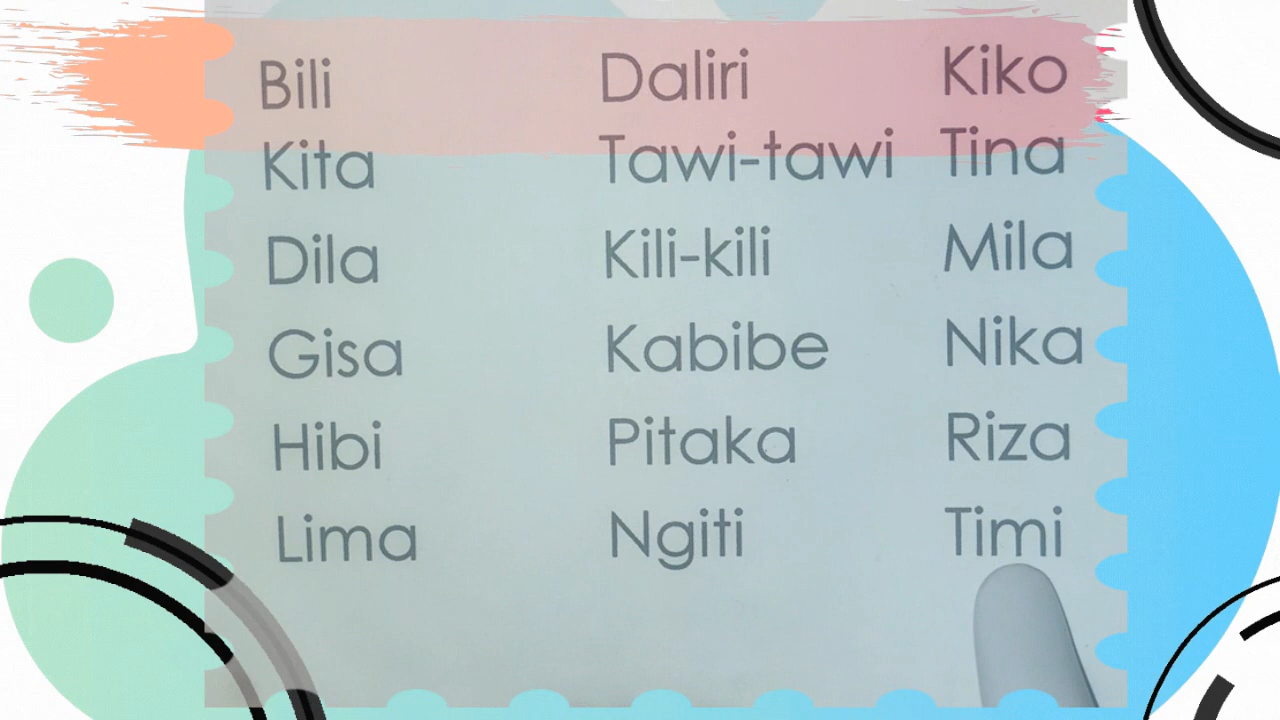 Bili Daliri Kiko
Kita Tawi-tawi Tina
Dila Kili-kili Mila
Gisa Kabibe Nika
Hibi Pitaka Riza
Lima Ngiti Timi